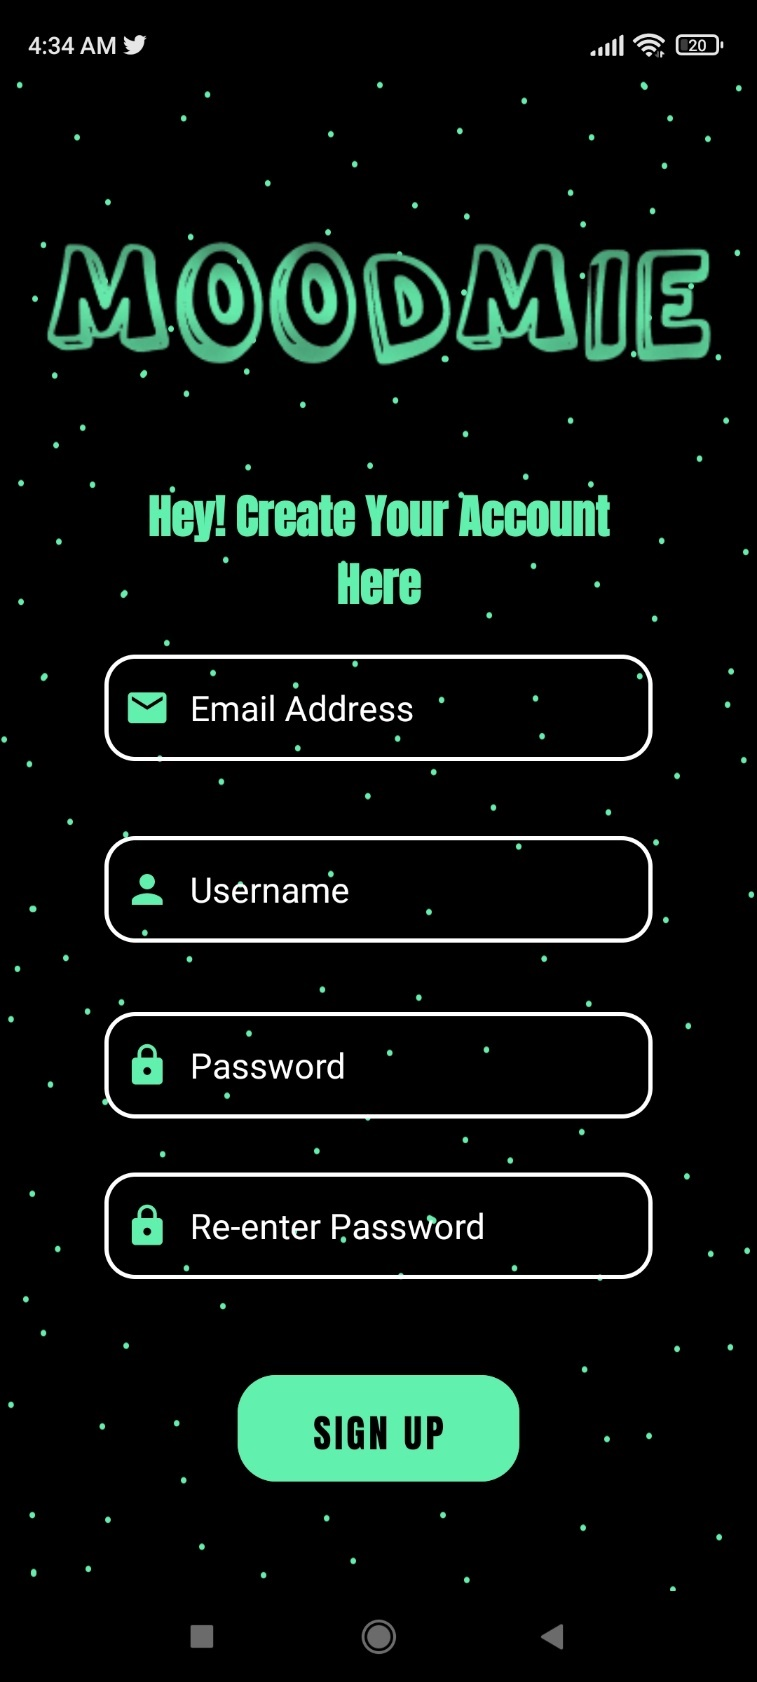 4:34 AM
20
MOODMIE
Hey! Create Your Account
Here
Email Address
Username
Password
Re-enter Password
SIGN UP